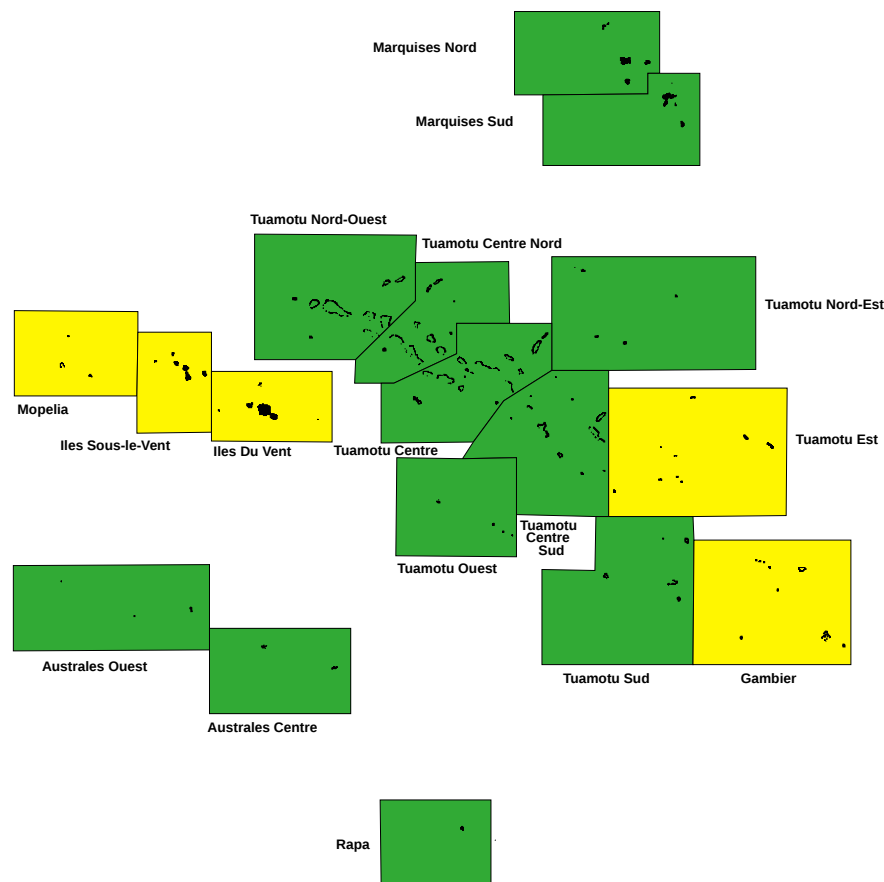 Marquises Nord
Marquises Sud
Tuamotu Nord-Ouest
Tuamotu Centre Nord
Tuamotu Nord-Est
Mopelia
Iles Sous-le-Vent
Iles Du Vent
Tuamotu Centre
Tuamotu Est
Tuamotu
Centre
Sud
Tuamotu Ouest
Australes Ouest
Tuamotu Sud
Gambier
Australes Centre
Rapa